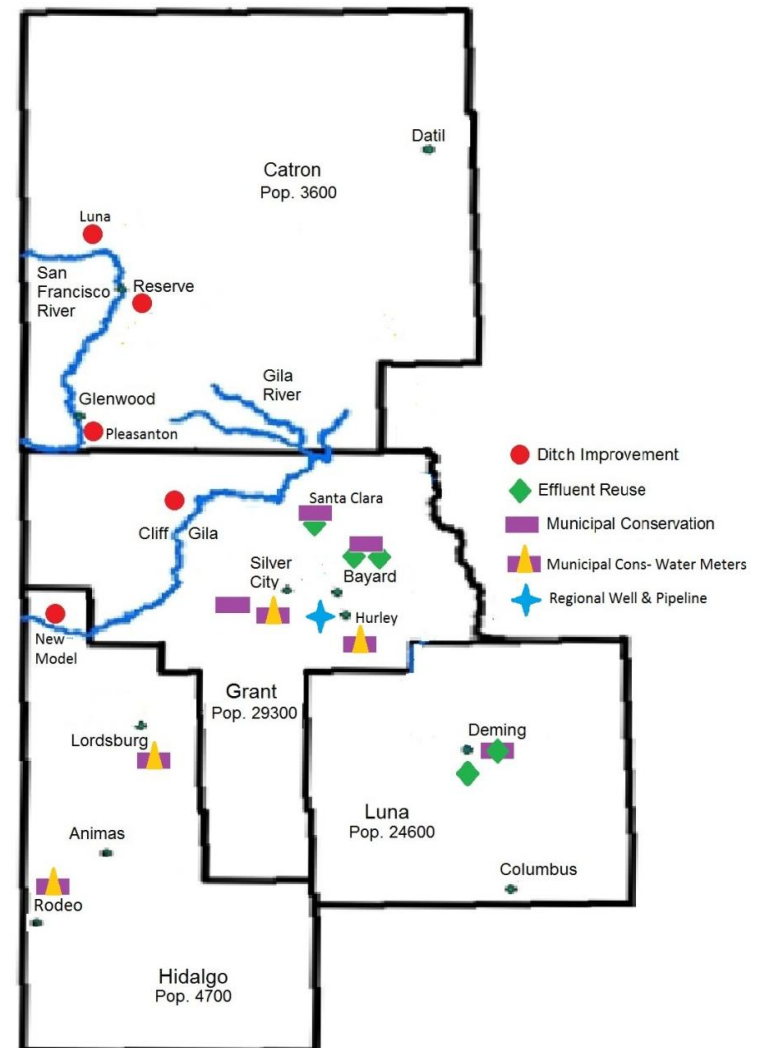 Datil
Catron
Pop. 3600
Luna
San
Francisco
River
Reserve
Gila
River
Glenwood
Pleasanton
Ditch Improvement
Effluent Reuse
Municipal Conservation
Municipal Cons- Water Meters
Regional Well & Pipeline
Santa Clara
Cliff Gila
Silver
City
Bayard
Hurley
New
Model
Grant
Pop. 29300
Lordsburg
Deming
Luna
Pop. 24600
Animas
Columbus
Rodeo
Hidalgo
Pop. 4700